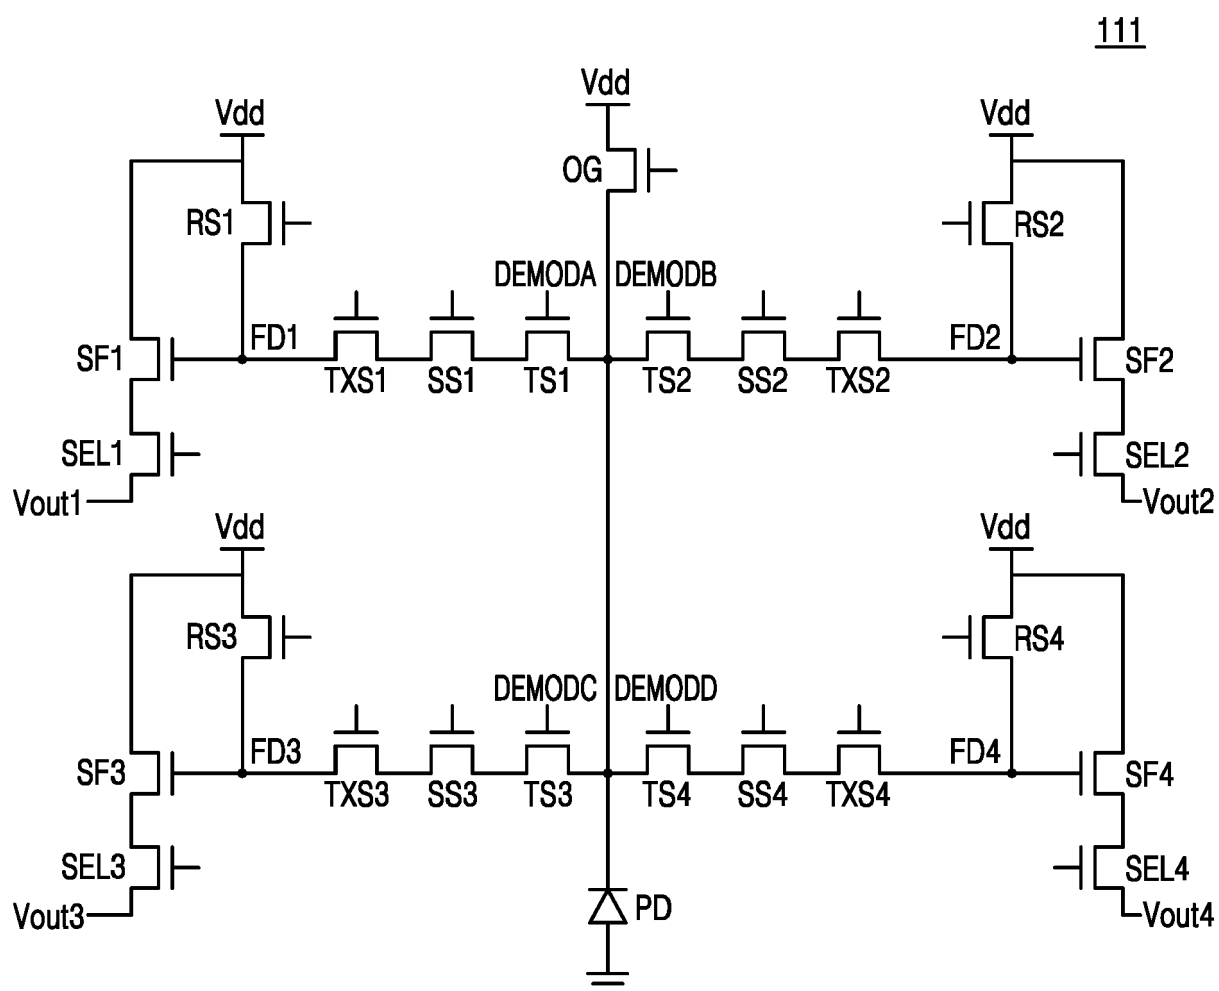 111
Vdd
Vdd
Vdd
OG
RS1
RS2
DEMODA
DEMODB
FD1
FD2
SF1
TXS1
SS1
TS1
TS2
SS2
TXS2
SF2
SEL1
SEL2
Vout1
Vout2
Vdd
Vdd
RS3
RS4
DEMODC
DEMODD
FD3
FD4
SF3
TXS3
SS3
TS3
TS4
SS4
TXS4
SF4
SEL3
SEL4
Vout3
PD
Vout4